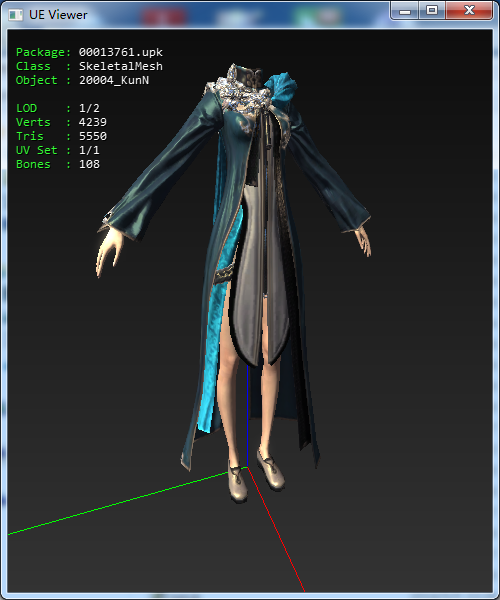 UE Viewer
Package: 00013761.upk
Class : SkeletalMesh
Object : 20004_KunN
LOD : 1/2
Verts : 4239
Tris : 5550
UV Set : 1/1
Bones : 108